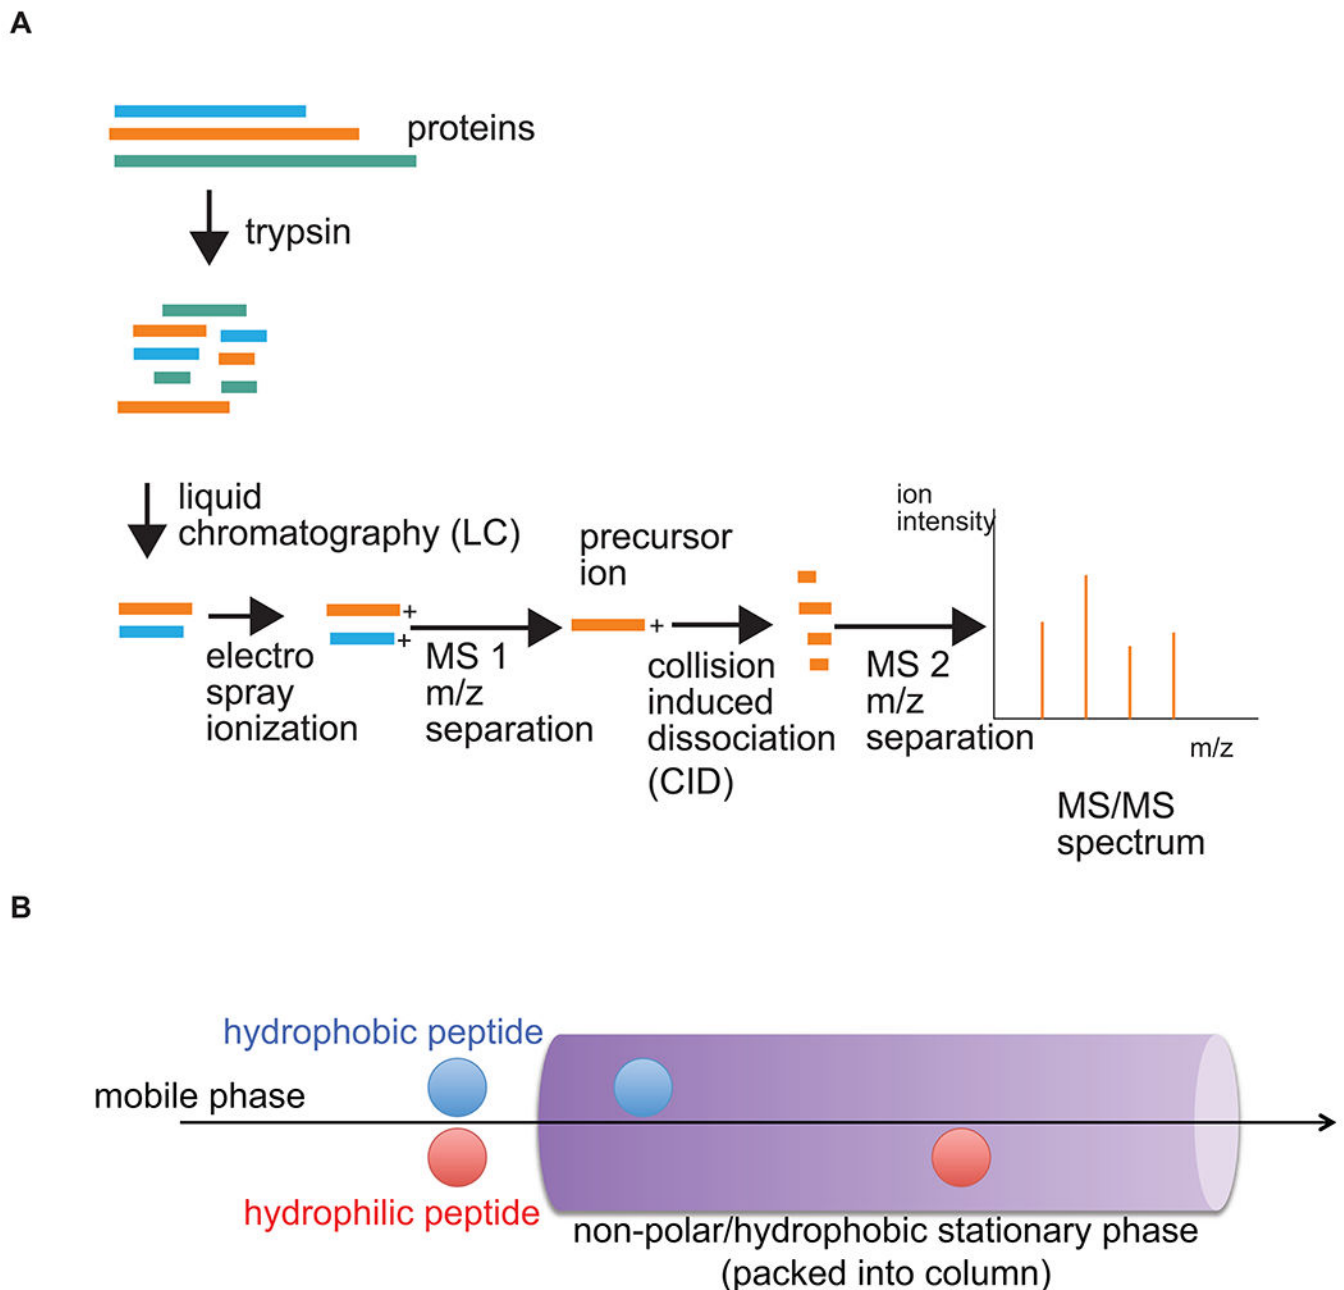 A
proteins
trypsin
liquid
chromatography (LC)
electro
spray
ionization
+
+
MS 1
m/z
separation
precursor
ion
+
collision
induced
dissociation
(CID)
MS 2
m/z
separation
ion
intensity
m/z
MS/MS
spectrum
B
hydrophobic peptide
mobile phase
hydrophilic peptide
non-polar/hydrophobic stationary phase
(packed into column)